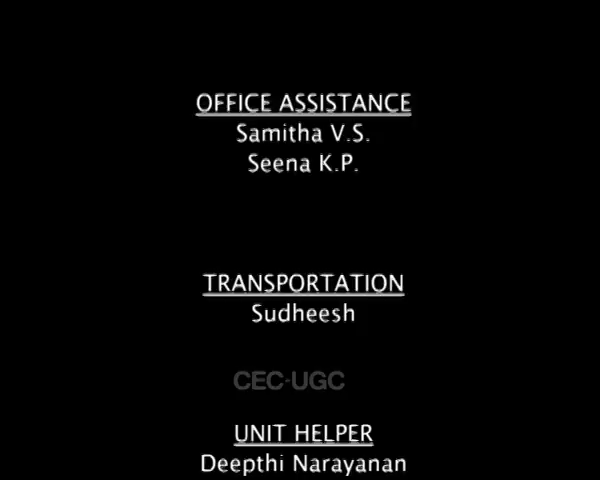 OFFICE ASSISTANCE
Samitha V.S.
Seena K.P.
TRANSPORTATION
Sudheesh
CEC-UGC
UNIT HELPER
Deepthi Narayanan